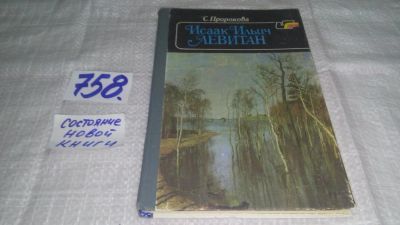 С. Пророкова
Исаак Ильич
ЛЕВИТАН
758.
состояние
новой
книги